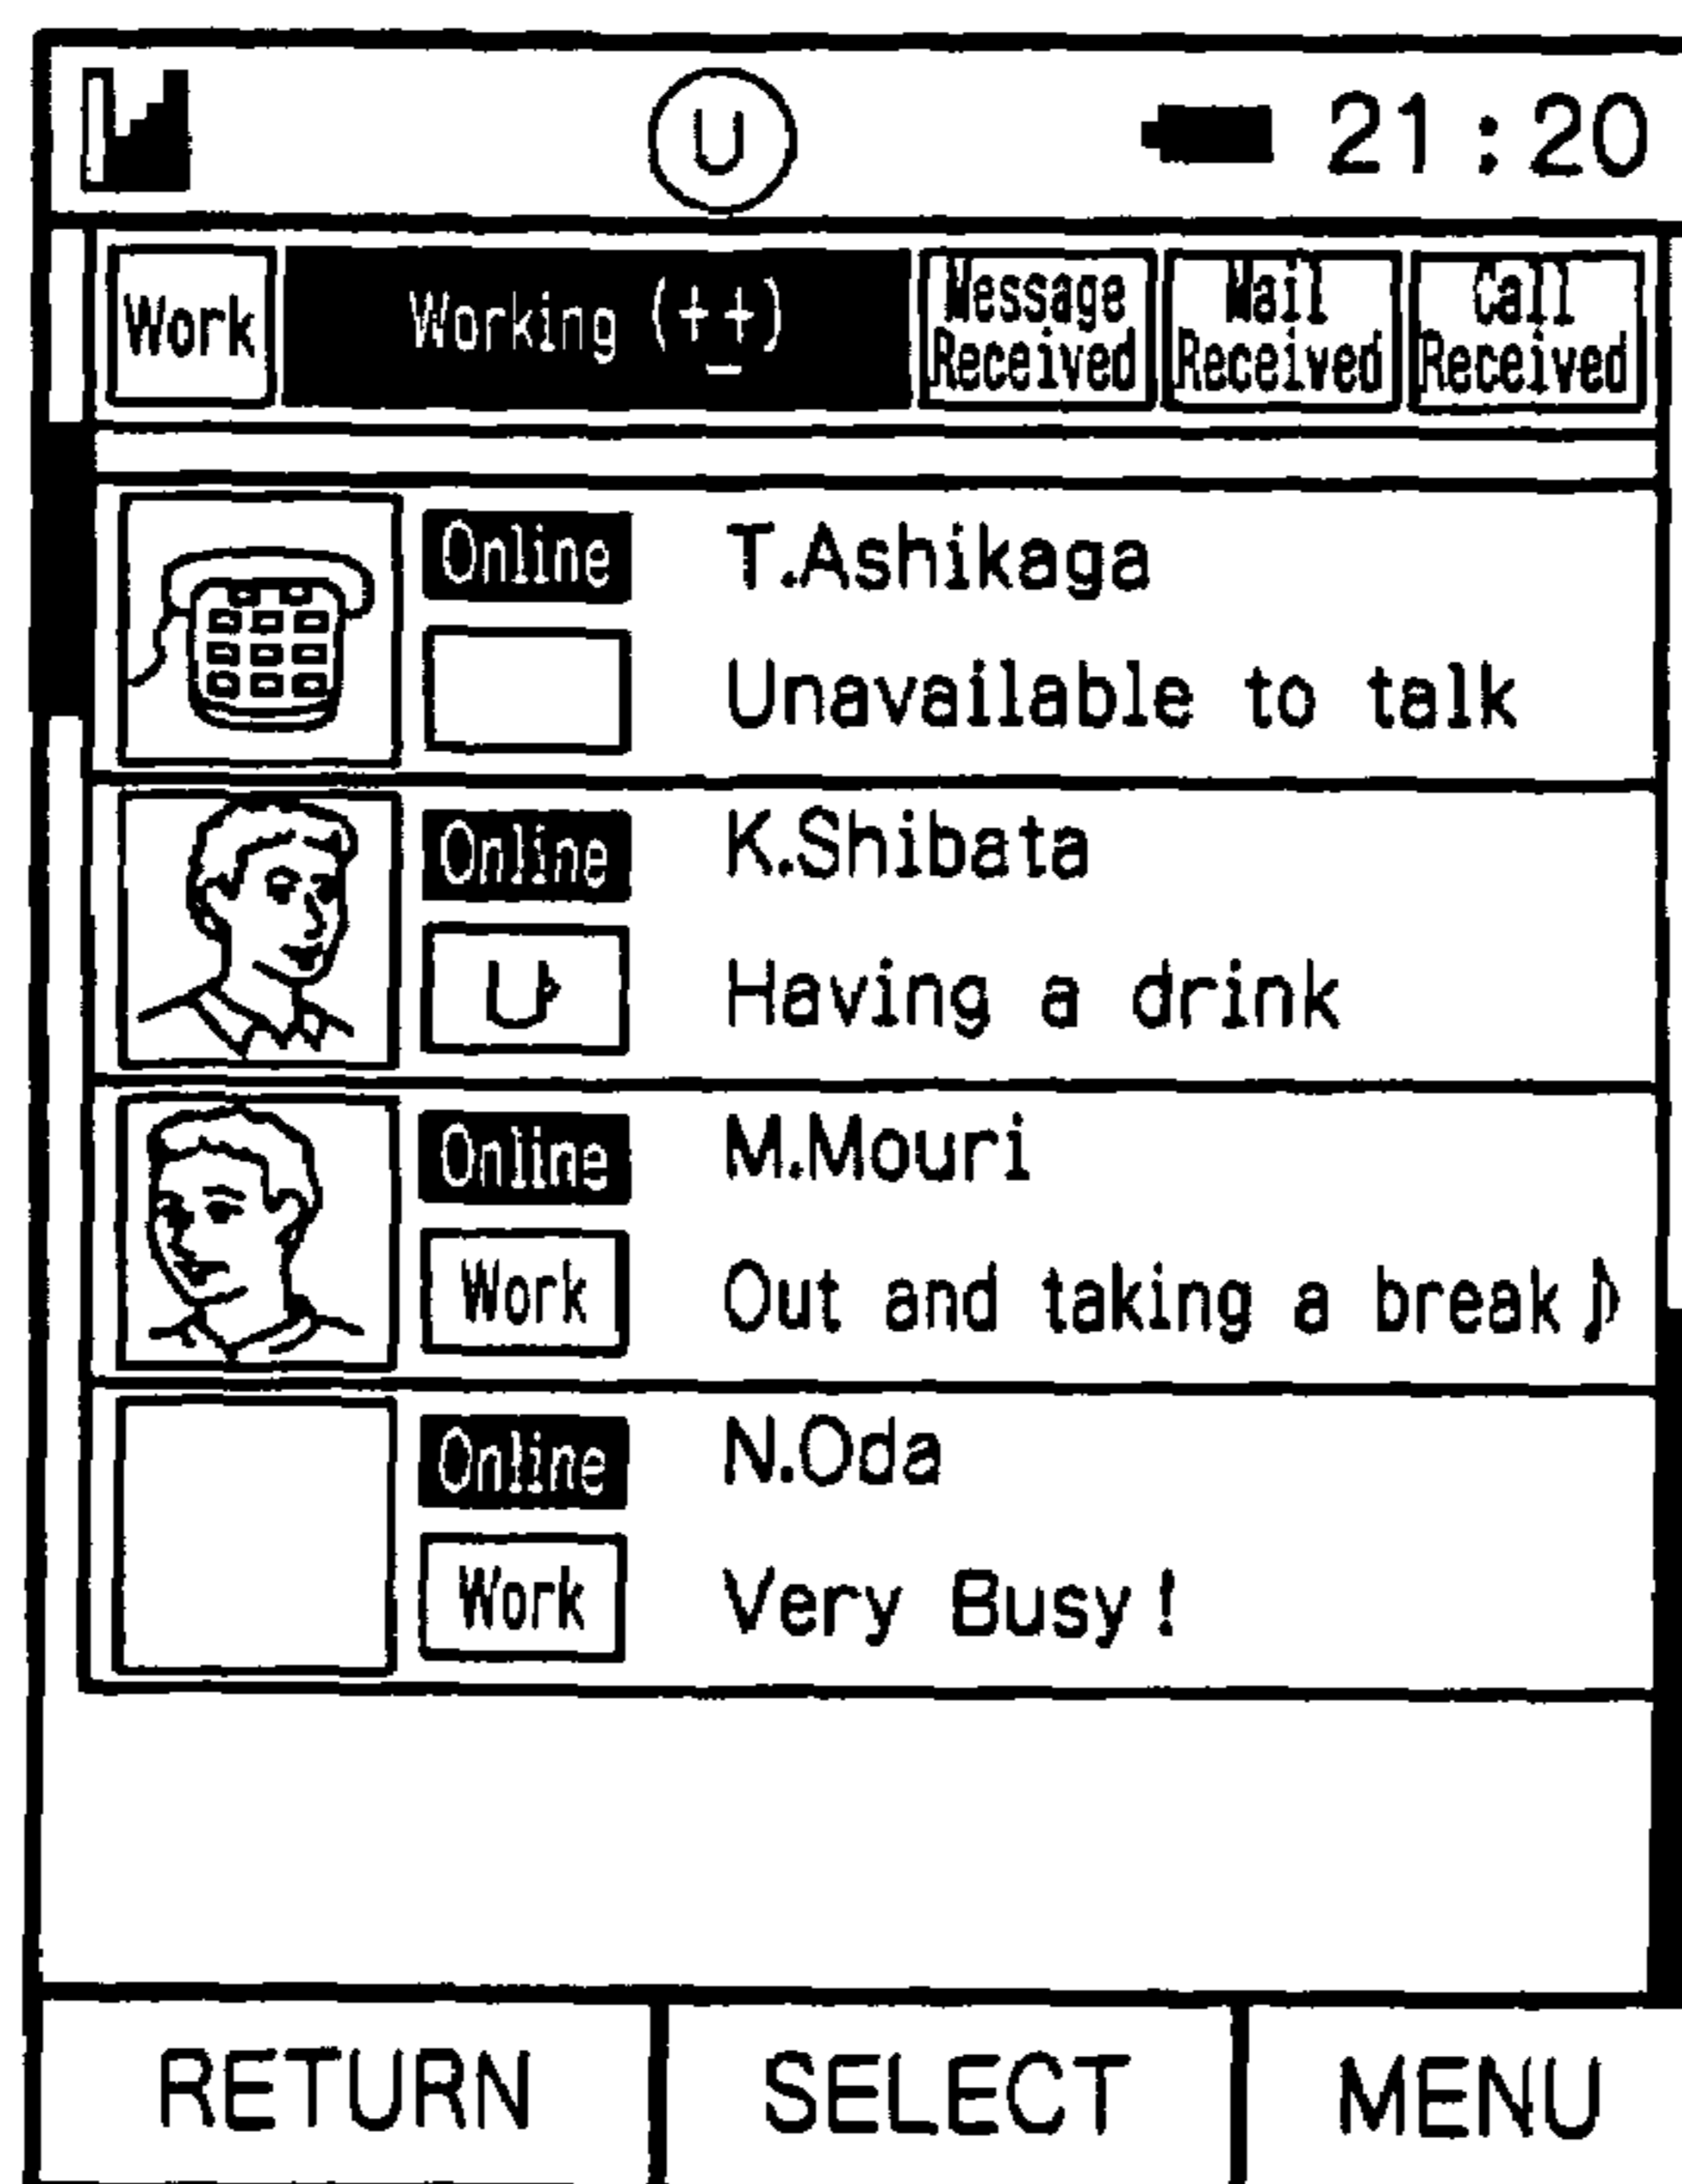 U 21:20
Work Working (+_+) Message Received Mail Received Call Received
Online T.Ashikaga
Unavailable to talk
Online K.Shibata
U Having a drink
Online M.Mouri
Work Out and taking a break♪
Online N.Oda
Work Very Busy!
RETURN SELECT MENU